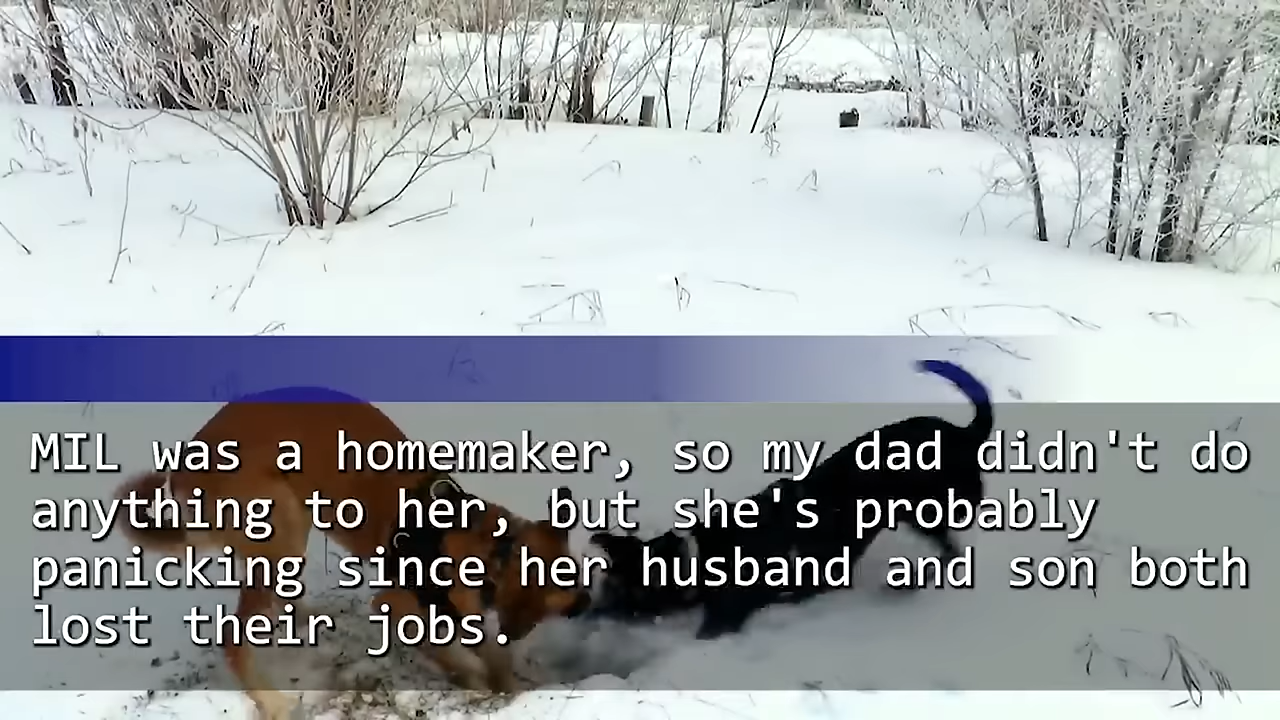 MIL was a homemaker, so my dad didn't do
anything to her, but she's probably
panicking since her husband and son both
lost their jobs.